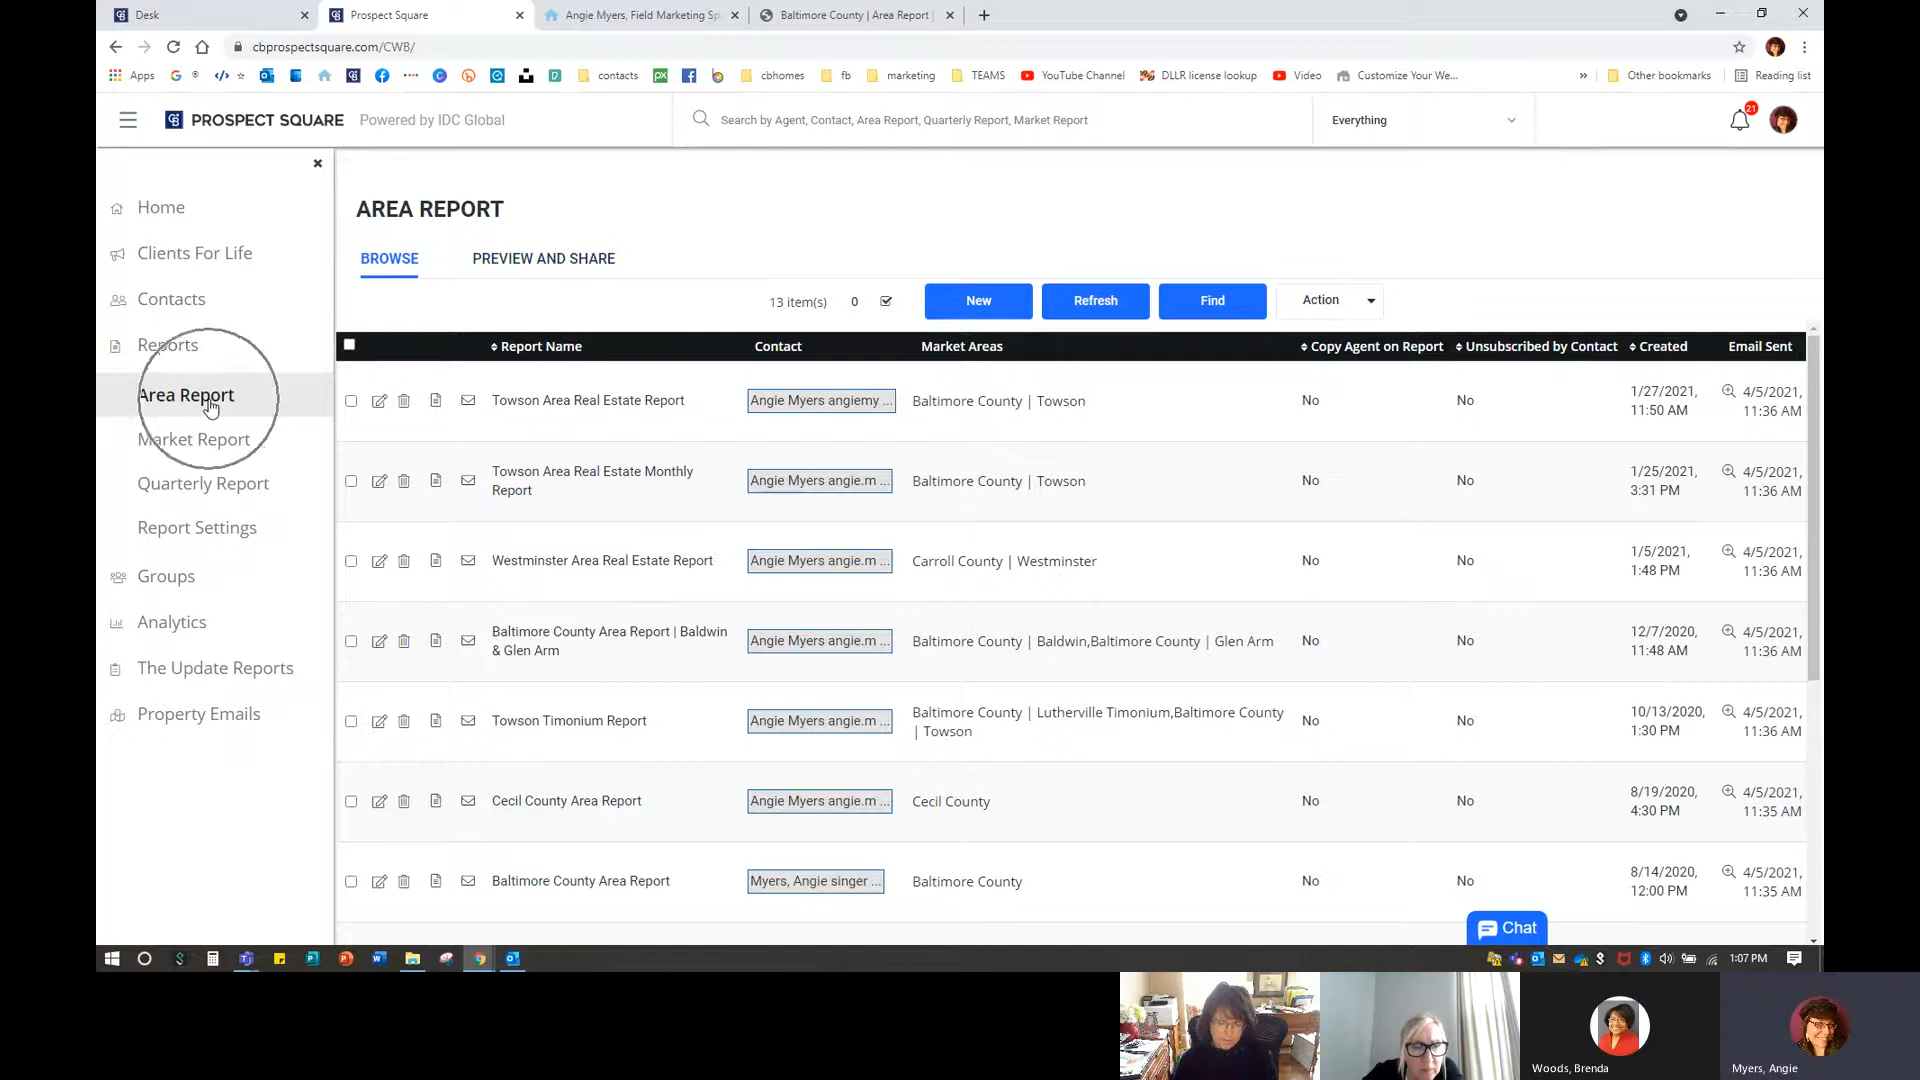 Desk
Prospect Square
Angie Myers, Field Marketing Sp
Baltimore County | Area Report |
cbprospectsquare.com/CWB/
Apps
contacts
cbhomes
fb
marketing
TEAMS
YouTube Channel
DLLR license lookup
Video
Customize Your We...
»
Other bookmarks
Reading list
PROSPECT SQUARE
Powered by IDC Global
Search by Agent, Contact, Area Report, Quarterly Report, Market Report
Everything
21
Home
Clients For Life
Contacts
Reports
Area Report
Market Report
Quarterly Report
Report Settings
Groups
Analytics
The Update Reports
Property Emails
AREA REPORT
BROWSE
PREVIEW AND SHARE
13 item(s)
0
New
Refresh
Find
Action
Report Name
Contact
Market Areas
Copy Agent on Report
Unsubscribed by Contact
Created
Email Sent
Towson Area Real Estate Report
Angie Myers angiemy ...
Baltimore County | Towson
No
No
1/27/2021,
11:50 AM
4/5/2021,
11:36 AM
Towson Area Real Estate Monthly
Report
Angie Myers angie.m ...
Baltimore County | Towson
No
No
1/25/2021,
3:31 PM
4/5/2021,
11:36 AM
Westminster Area Real Estate Report
Angie Myers angie.m ...
Carroll County | Westminster
No
No
1/5/2021,
1:48 PM
4/5/2021,
11:36 AM
Baltimore County Area Report | Baldwin
& Glen Arm
Angie Myers angie.m ...
Baltimore County | Baldwin,Baltimore County | Glen Arm
No
No
12/7/2020,
11:48 AM
4/5/2021,
11:36 AM
Towson Timonium Report
Angie Myers angie.m ...
Baltimore County | Lutherville Timonium,Baltimore County
| Towson
No
No
10/13/2020,
1:30 PM
4/5/2021,
11:36 AM
Cecil County Area Report
Angie Myers angie.m ...
Cecil County
No
No
8/19/2020,
4:30 PM
4/5/2021,
11:35 AM
Baltimore County Area Report
Myers, Angie singer ...
Baltimore County
No
No
8/14/2020,
12:00 PM
4/5/2021,
11:35 AM
Chat
1:07 PM
Woods, Brenda
Myers, Angie